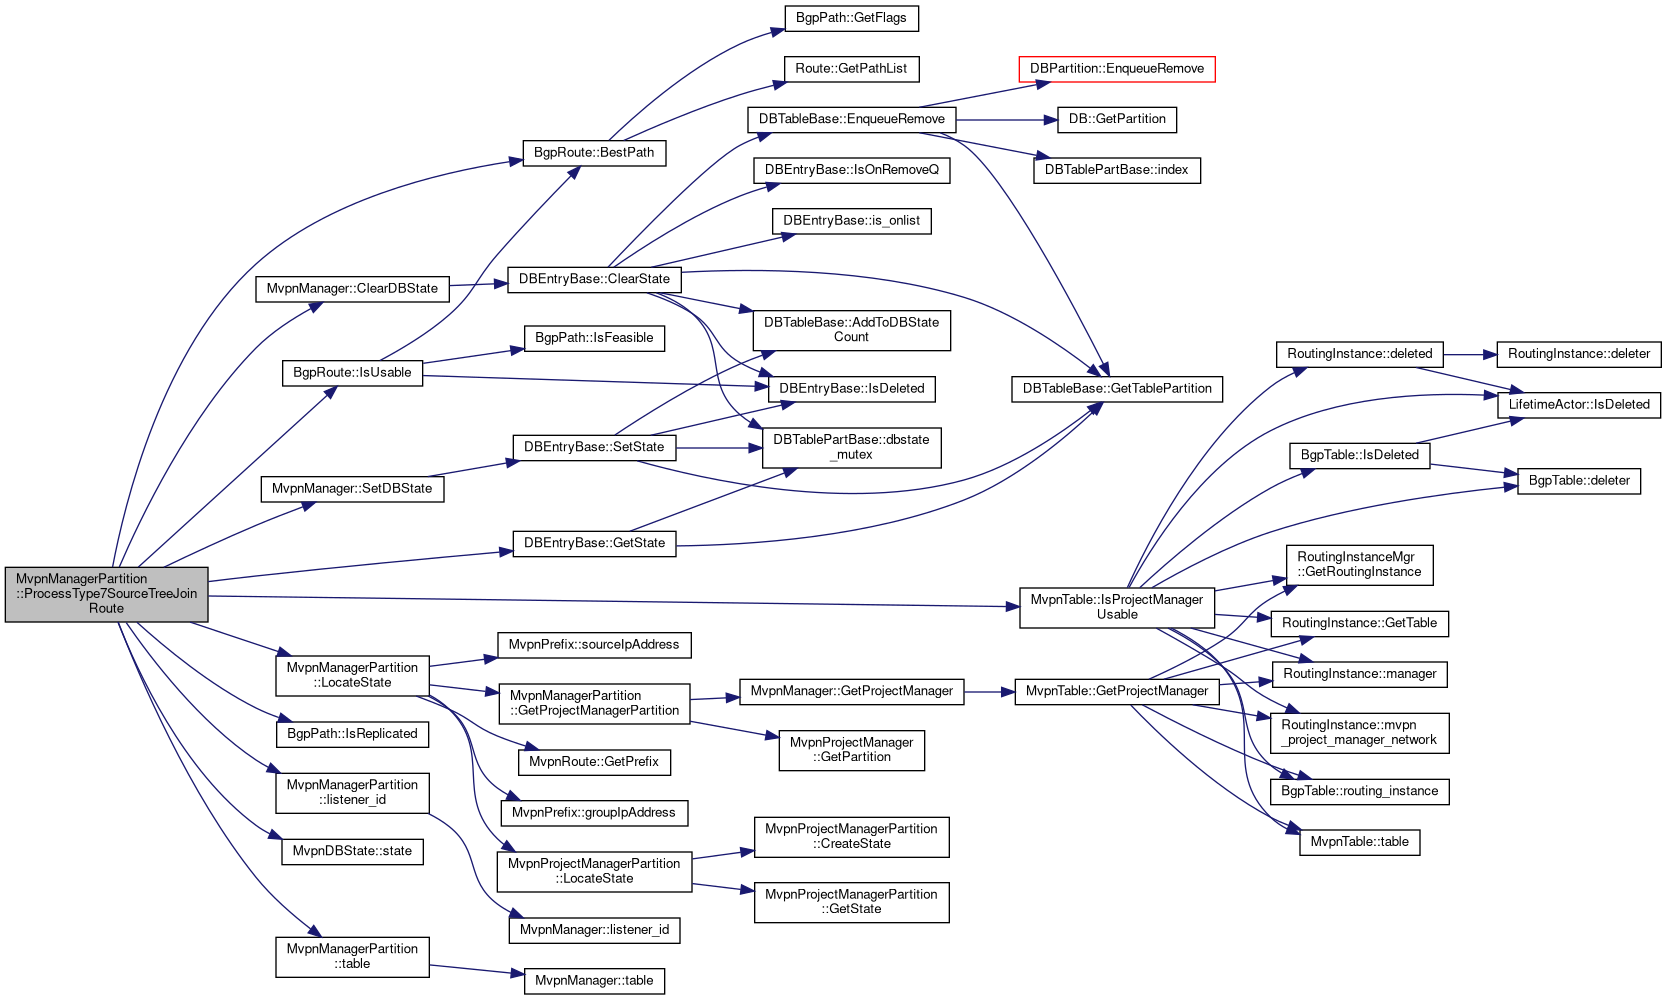 BgpPath::GetFlags
Route::GetPathList
DBPartition::EnqueueRemove
DBTableBase::EnqueueRemove
DB::GetPartition
BgpRoute::BestPath
DBEntryBase::IsOnRemoveQ
DBTablePartBase::index
DBEntryBase::is_onlist
MvpnManager::ClearDBState
DBEntryBase::ClearState
DBTableBase::AddToDBState
Count
BgpPath::IsFeasible
RoutingInstance::deleted
RoutingInstance::deleter
BgpRoute::IsUsable
DBEntryBase::IsDeleted
DBTableBase::GetTablePartition
LifetimeActor::IsDeleted
DBEntryBase::SetState
DBTablePartBase::dbstate
_mutex
BgpTable::IsDeleted
MvpnManager::SetDBState
BgpTable::deleter
DBEntryBase::GetState
RoutingInstanceMgr
::GetRoutingInstance
MvpnManagerPartition
::ProcessType7SourceTreeJoin
Route
MvpnTable::IsProjectManager
Usable
RoutingInstance::GetTable
MvpnPrefix::sourceIpAddress
MvpnManagerPartition
::LocateState
RoutingInstance::manager
MvpnManagerPartition
::GetProjectManagerPartition
MvpnManager::GetProjectManager
MvpnTable::GetProjectManager
BgpPath::IsReplicated
RoutingInstance::mvpn
_project_manager_network
MvpnProjectManager
::GetPartition
MvpnRoute::GetPrefix
MvpnManagerPartition
::listener_id
BgpTable::routing_instance
MvpnPrefix::groupIpAddress
MvpnProjectManagerPartition
::CreateState
MvpnTable::table
MvpnDBState::state
MvpnProjectManagerPartition
::LocateState
MvpnProjectManagerPartition
::GetState
MvpnManager::listener_id
MvpnManagerPartition
::table
MvpnManager::table